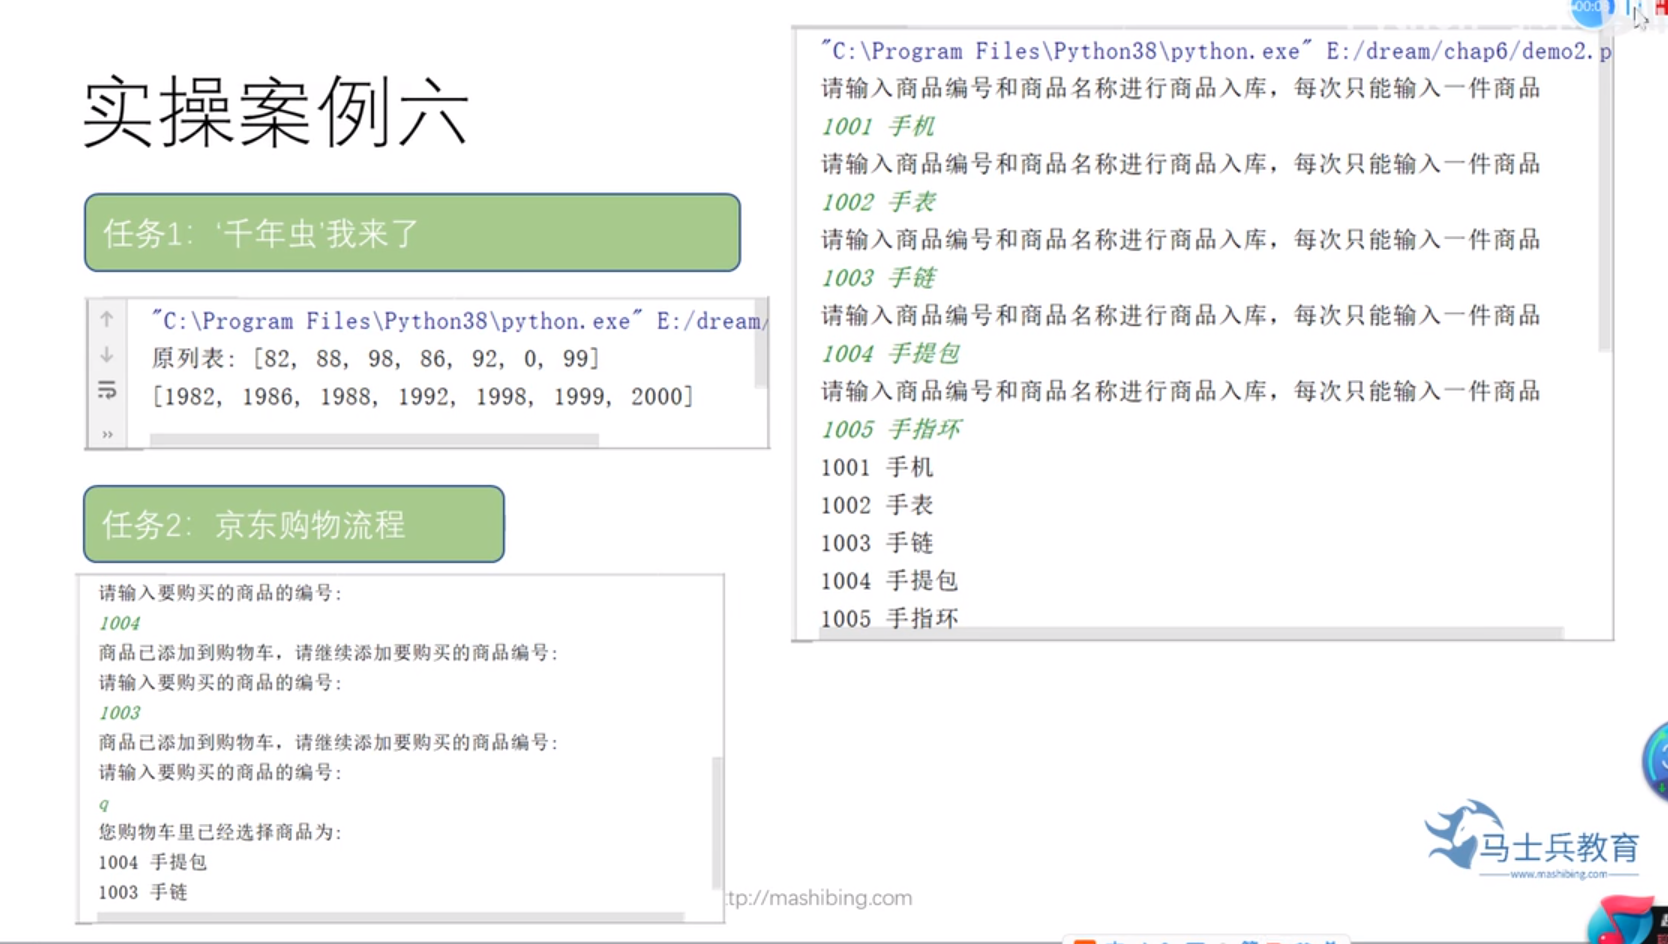 实操案例六
任务1：‘千年虫’我来了
"C:\Program Files\Python38\python.exe" E:/dream/
原列表: [82, 88, 98, 86, 92, 0, 99]
[1982, 1986, 1988, 1992, 1998, 1999, 2000]
任务2：京东购物流程
请输入要购买的商品的编号:
1004
商品已添加到购物车，请继续添加要购买的商品编号:
请输入要购买的商品的编号:
1003
商品已添加到购物车，请继续添加要购买的商品编号:
请输入要购买的商品的编号:
q
您购物车里已经选择商品为:
1004 手提包
1003 手链
"C:\Program Files\Python38\python.exe" E:/dream/chap6/demo2.p
请输入商品编号和商品名称进行商品入库，每次只能输入一件商品
1001 手机
请输入商品编号和商品名称进行商品入库，每次只能输入一件商品
1002 手表
请输入商品编号和商品名称进行商品入库，每次只能输入一件商品
1003 手链
请输入商品编号和商品名称进行商品入库，每次只能输入一件商品
1004 手提包
请输入商品编号和商品名称进行商品入库，每次只能输入一件商品
1005 手指环
1001 手机
1002 手表
1003 手链
1004 手提包
1005 手指环
马士兵教育
www.mashibing.com
tp://mashibing.com